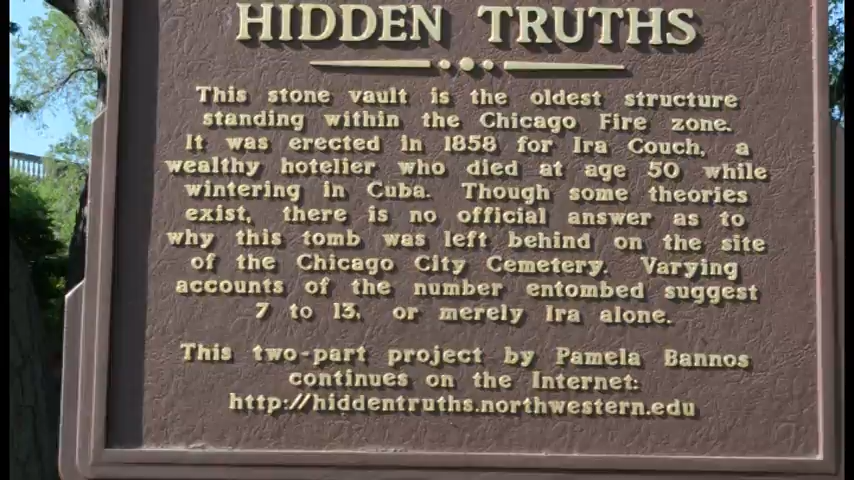 HIDDEN TRUTHS
This stone vault is the oldest structure
standing within the Chicago Fire zone.
It was erected in 1858 for Ira Couch, a
wealthy hotelier who died at age 50 while
wintering in Cuba. Though some theories
exist, there is no official answer as to
why this tomb was left behind on the site
of the Chicago City Cemetery. Varying
accounts of the number entombed suggest
7 to 13, or merely Ira alone.
This two-part project by Pamela Bannos
continues on the Internet:
http://hiddentruths.northwestern.edu